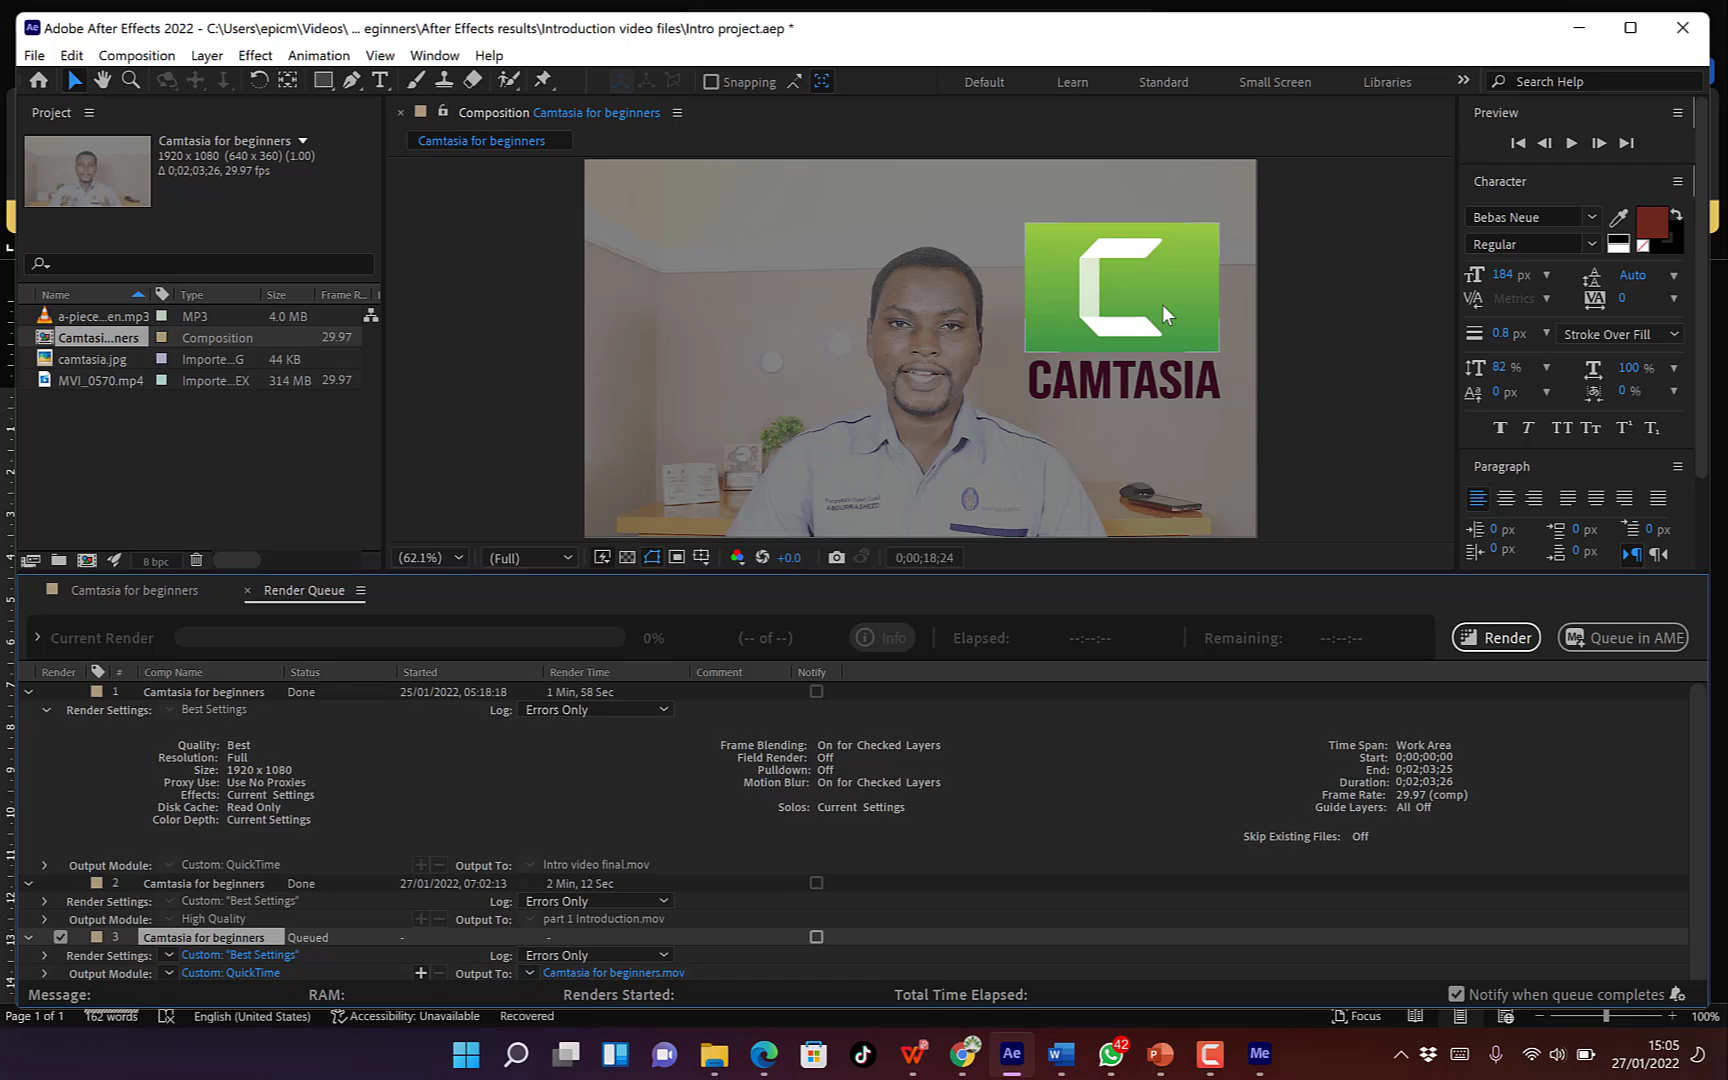 Adobe After Effects 2022 - C:\Users\epicm\Videos\ ... eginners\After Effects results\Introduction video files\Intro project.aep *
File Edit Composition Layer Effect Animation View Window Help
Snapping Default Learn Standard Small Screen Libraries Search Help
Project
Camtasia for beginners
1920 x 1080 (640 x 360) (1.00)
Δ 0;02;03;26, 29.97 fps
Name Type Size Frame R...
a-piece...en.mp3 MP3 4.0 MB
Camtasi...ners Composition 29.97
camtasia.jpg Importe...G 44 KB
MVI_0570.mp4 Importe...EX 314 MB 29.97
8 bpc
Composition Camtasia for beginners
Camtasia for beginners
CAMTASIA
ABDURRASHEED
(62.1%) (Full) +0.0 0;00;18;24
Preview
Character
Bebas Neue
Regular
184 px Auto
Metrics 0
0.8 px Stroke Over Fill
82 % 100 %
0 px 0 %
Paragraph
0 px 0 px 0 px
0 px 0 px
Camtasia for beginners Render Queue
Current Render 0% (-- of --) Info Elapsed: --:--:-- Remaining: --:--:-- Render Queue in AME
Render # Comp Name Status Started Render Time Comment Notify
1 Camtasia for beginners Done 25/01/2022, 05:18:18 1 Min, 58 Sec
Render Settings: Best Settings Log: Errors Only
Quality: Best Frame Blending: On for Checked Layers Time Span: Work Area
Resolution: Full Field Render: Off Start: 0;00;00;00
Size: 1920 x 1080 Pulldown: Off End: 0;02;03;25
Proxy Use: Use No Proxies Motion Blur: On for Checked Layers Duration: 0;02;03;26
Effects: Current Settings Frame Rate: 29.97 (comp)
Disk Cache: Read Only Solos: Current Settings Guide Layers: All Off
Color Depth: Current Settings
Skip Existing Files: Off
Output Module: Custom: QuickTime Output To: Intro video final.mov
2 Camtasia for beginners Done 27/01/2022, 07:02:13 2 Min, 12 Sec
Render Settings: Custom: "Best Settings" Log: Errors Only
Output Module: High Quality Output To: part 1 Introduction.mov
3 Camtasia for beginners Queued - -
Render Settings: Custom: "Best Settings" Log: Errors Only
Output Module: Custom: QuickTime Output To: Camtasia for beginners.mov
Message: RAM: Renders Started: Total Time Elapsed: Notify when queue completes
Page 1 of 1 162 words English (United States) Accessibility: Unavailable Recovered Focus 100%
42
15:05
27/01/2022